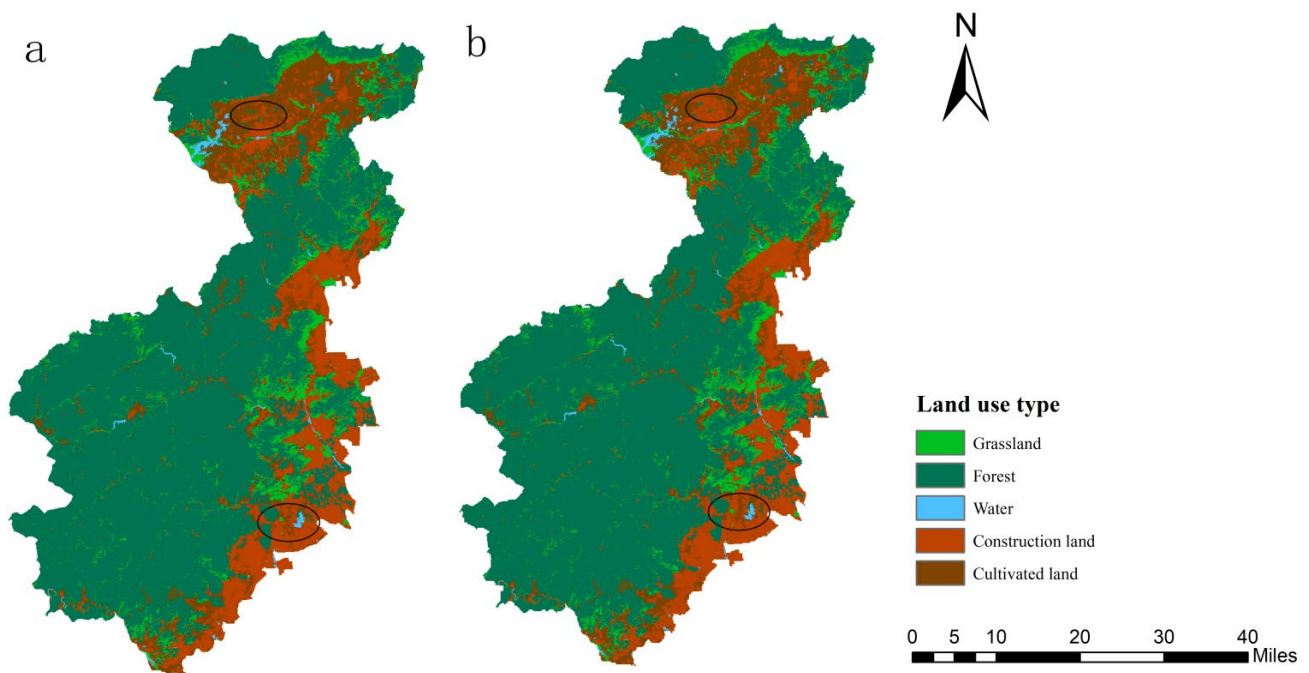 a
b
N
Land use type
Grassland
Forest
Water
Construction land
Cultivated land
0 5 10 20 30 40
Miles